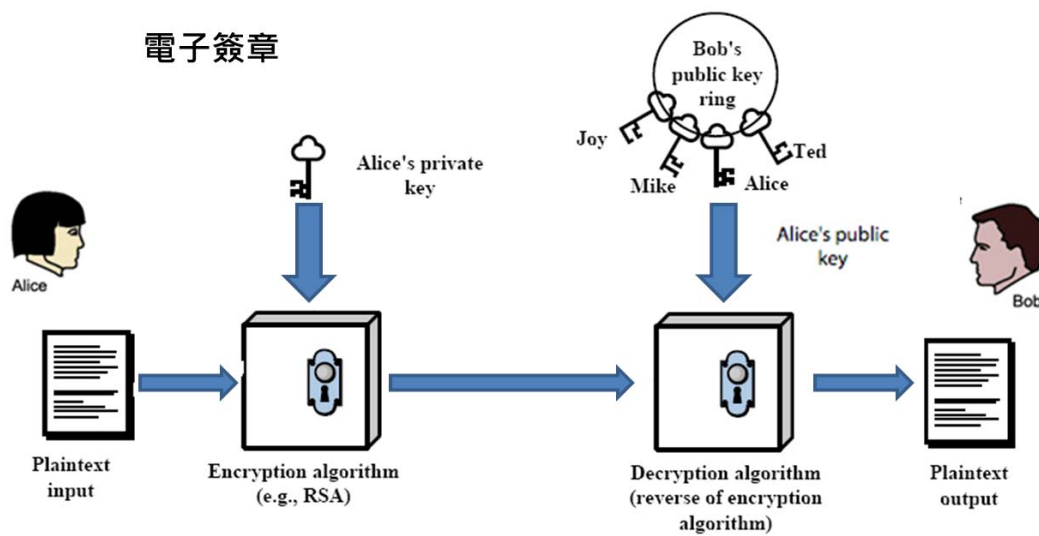 電子簽章
Bob's
public key
ring
Joy
Mike
Alice
Ted
Alice's private
key
Alice's public
key
Alice
Bob
Plaintext
input
Encryption algorithm
(e.g., RSA)
Decryption algorithm
(reverse of encryption
algorithm)
Plaintext
output